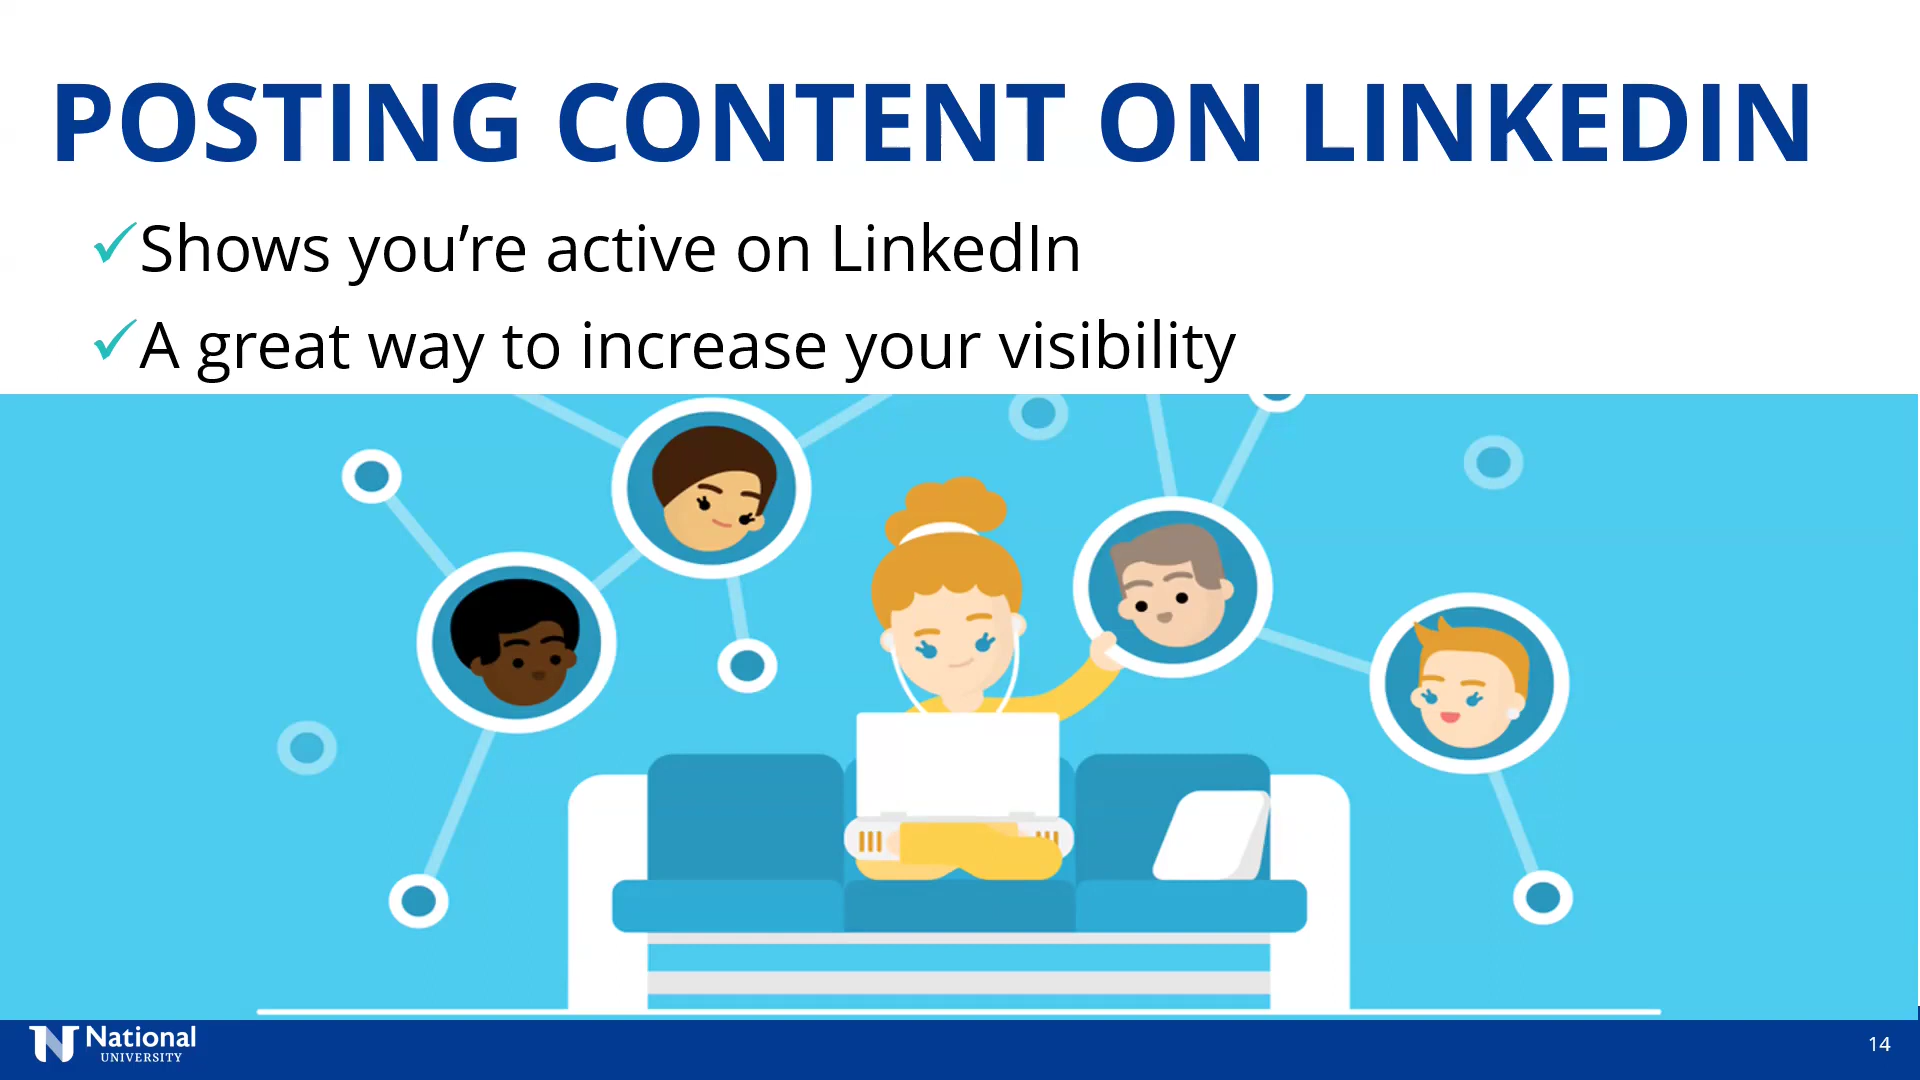 POSTING CONTENT ON LINKEDIN
✓Shows you’re active on LinkedIn
✓A great way to increase your visibility
National
UNIVERSITY
14